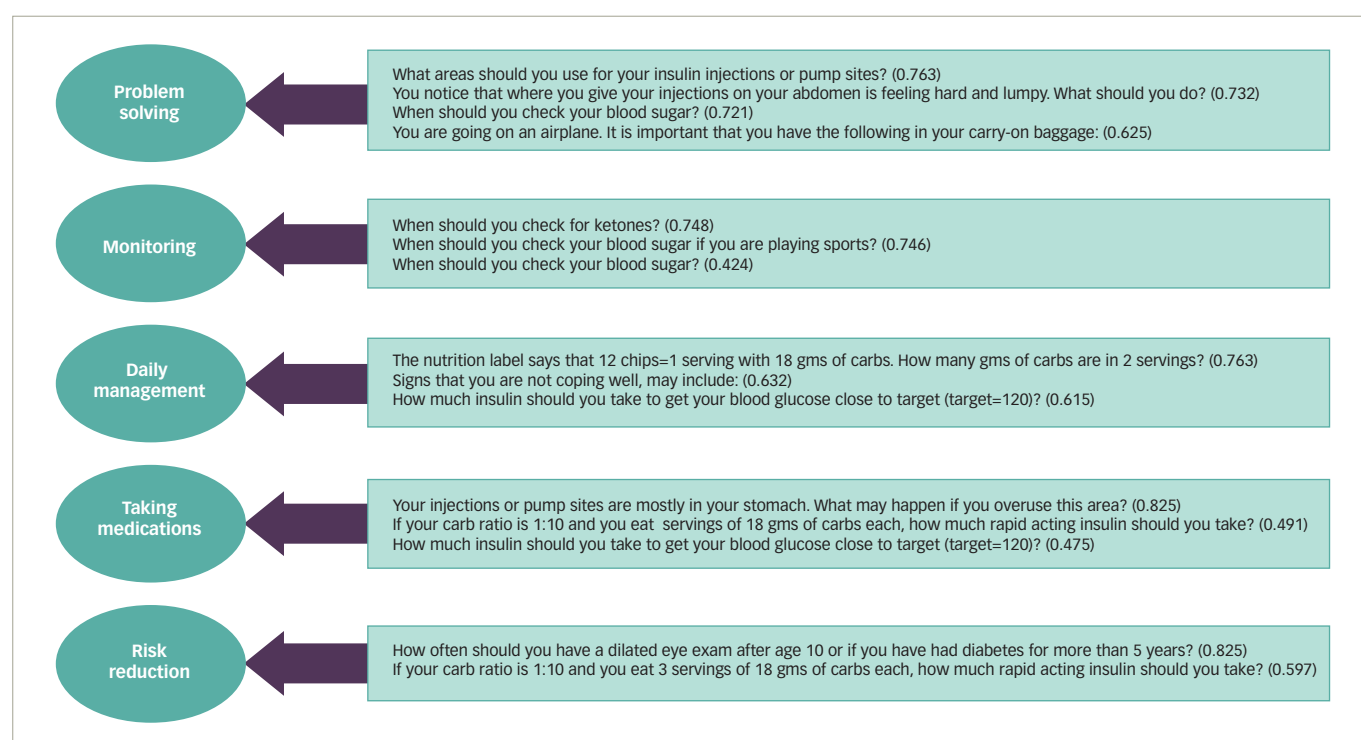 Problem
solving
What areas should you use for your insulin injections or pump sites? (0.763)
You notice that where you give your injections on your abdomen is feeling hard and lumpy. What should you do? (0.732)
When should you check your blood sugar? (0.721)
You are going on an airplane. It is important that you have the following in your carry-on baggage: (0.625)
Monitoring
When should you check for ketones? (0.748)
When should you check your blood sugar if you are playing sports? (0.746)
When should you check your blood sugar? (0.424)
Daily
management
The nutrition label says that 12 chips=1 serving with 18 gms of carbs. How many gms of carbs are in 2 servings? (0.763)
Signs that you are not coping well, may include: (0.632)
How much insulin should you take to get your blood glucose close to target (target=120)? (0.615)
Taking
medications
Your injections or pump sites are mostly in your stomach. What may happen if you overuse this area? (0.825)
If your carb ratio is 1:10 and you eat  servings of 18 gms of carbs each, how much rapid acting insulin should you take? (0.491)
How much insulin should you take to get your blood glucose close to target (target=120)? (0.475)
Risk
reduction
How often should you have a dilated eye exam after age 10 or if you have had diabetes for more than 5 years? (0.825)
If your carb ratio is 1:10 and you eat 3 servings of 18 gms of carbs each, how much rapid acting insulin should you take? (0.597)